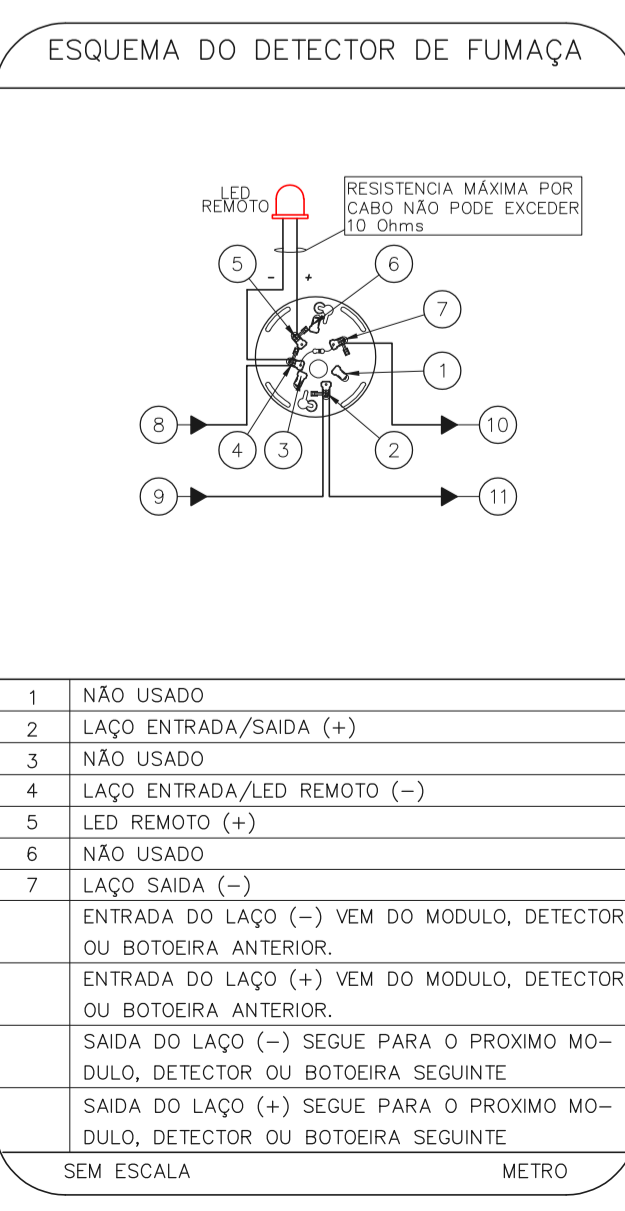 ESQUEMA DO DETECTOR DE FUMAÇA
LED
REMOTO
RESISTENCIA MÁXIMA POR
CABO NÃO PODE EXCEDER
10 Ohms
5
6
- +
7
1
8
10
4
3
2
9
11
1 NÃO USADO
2 LAÇO ENTRADA/SAIDA (+)
3 NÃO USADO
4 LAÇO ENTRADA/LED REMOTO (-)
5 LED REMOTO (+)
6 NÃO USADO
7 LAÇO SAIDA (-)
ENTRADA DO LAÇO (-) VEM DO MODULO, DETECTOR
OU BOTOEIRA ANTERIOR.
ENTRADA DO LAÇO (+) VEM DO MODULO, DETECTOR
OU BOTOEIRA ANTERIOR.
SAIDA DO LAÇO (-) SEGUE PARA O PROXIMO MO-
DULO, DETECTOR OU BOTOEIRA SEGUINTE
SAIDA DO LAÇO (+) SEGUE PARA O PROXIMO MO-
DULO, DETECTOR OU BOTOEIRA SEGUINTE
SEM ESCALA METRO